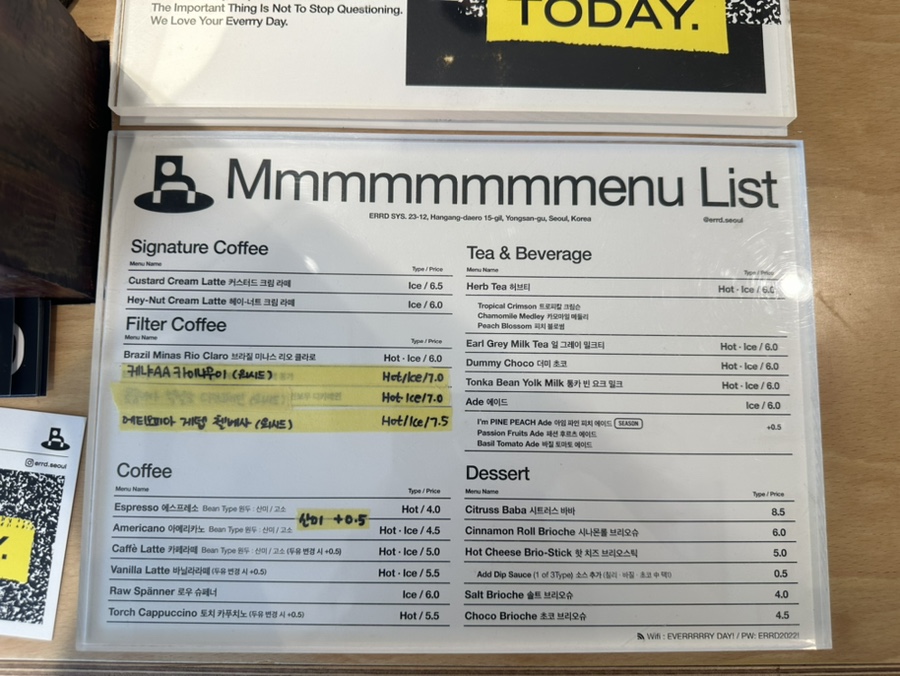 The Important Thing Is Not To Stop Questioning.
We Love Your Everry Day.
TODAY.
Mmmmmmmmmenu List
ERRD SYS. 23-12, Hangang-daero 15-gil, Yongsan-gu, Seoul, Korea
@errd.seoul
Signature Coffee
Menu Name Type / Price
Custard Cream Latte 커스터드 크림 라떼 Ice / 6.5
Hey-Nut Cream Latte 헤이-너트 크림 라떼 Ice / 6.0
Filter Coffee
Menu Name Type / Price
Brazil Minas Rio Claro 브라질 미나스 리오 클라로 Hot · Ice / 6.0
케냐AA 카이나무이 (워시드) Hot/Ice/7.0
Hot·Ice/7.0
에티오피아 게뎁 첼베사 (워시드) Hot/Ice/7.5
Coffee
Menu Name Type / Price
Espresso 에스프레소 Bean Type 원두 : 산미 / 고소 Hot / 4.0
산미 +0.5
Americano 아메리카노 Bean Type 원두 : 산미 / 고소 Hot · Ice / 4.5
Caffè Latte 카페라떼 Bean Type 원두 : 산미 / 고소 (두유 변경 시 +0.5) Hot · Ice / 5.0
Vanilla Latte 바닐라라떼 (두유 변경 시 +0.5) Hot · Ice / 5.5
Raw Spänner 로우 슈페너 Ice / 6.0
Torch Cappuccino 토치 카푸치노 (두유 변경 시 +0.5) Hot / 5.5
Tea & Beverage
Menu Name Type / Price
Herb Tea 허브티 Hot · Ice / 6.0
Tropical Crimson 트로피칼 크림슨
Chamomile Medley 카모마일 메들리
Peach Blossom 피치 블로썸
Earl Grey Milk Tea 얼 그레이 밀크티 Hot · Ice / 6.0
Dummy Choco 더미 초코 Hot · Ice / 6.0
Tonka Bean Yolk Milk 통카 빈 요크 밀크 Hot · Ice / 6.0
Ade 에이드 Ice / 6.0
I'm PINE PEACH Ade 아임 파인 피치 에이드 SEASON +0.5
Passion Fruits Ade 패션 후르츠 에이드
Basil Tomato Ade 바질 토마토 에이드
Dessert
Menu Name Type / Price
Citruss Baba 시트러스 바바 8.5
Cinnamon Roll Brioche 시나몬롤 브리오슈 6.0
Hot Cheese Brio-Stick 핫 치즈 브리오스틱 5.0
Add Dip Sauce (1 of 3Type) 소스 추가 (칠리 · 바질 · 초코 中 택1) 0.5
Salt Brioche 솔트 브리오슈 4.0
Choco Brioche 초코 브리오슈 4.5
Wifi : EVERRRRRY DAY! / PW: ERRD2022!
errd.seoul
Y.